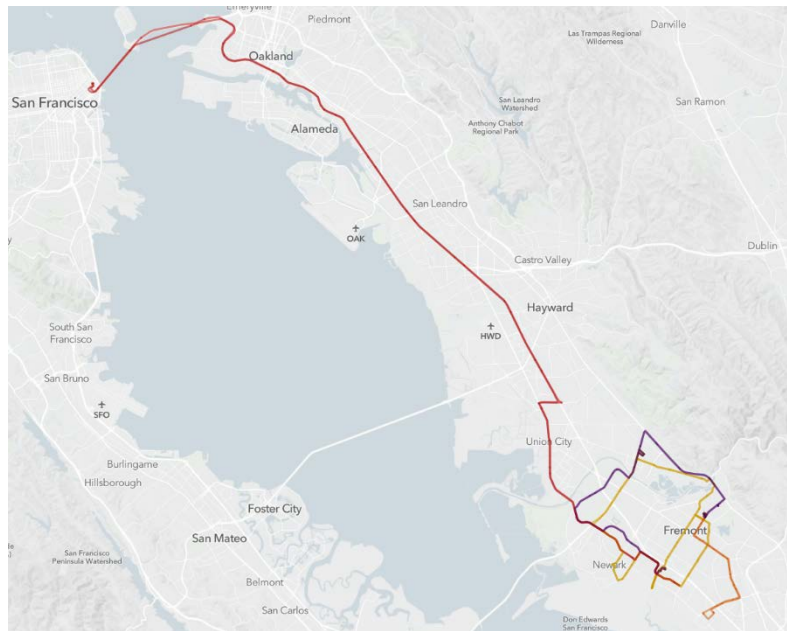 Emeryville
Piedmont
Danville
Las Trampas Regional
Wilderness
Oakland
San Francisco
San Leandro
Watershed
San Ramon
Alameda
Anthony Chabot
Regional Park
San Leandro
OAK
Dublin
Castro Valley
Hayward
South San
Francisco
HWD
San Bruno
SFO
Union City
Burlingame
Hillsborough
Foster City
San Mateo
Fremont
San Francisco
Peninsula Watershed
Newark
Belmont
San Carlos
Don Edwards
San Francisco